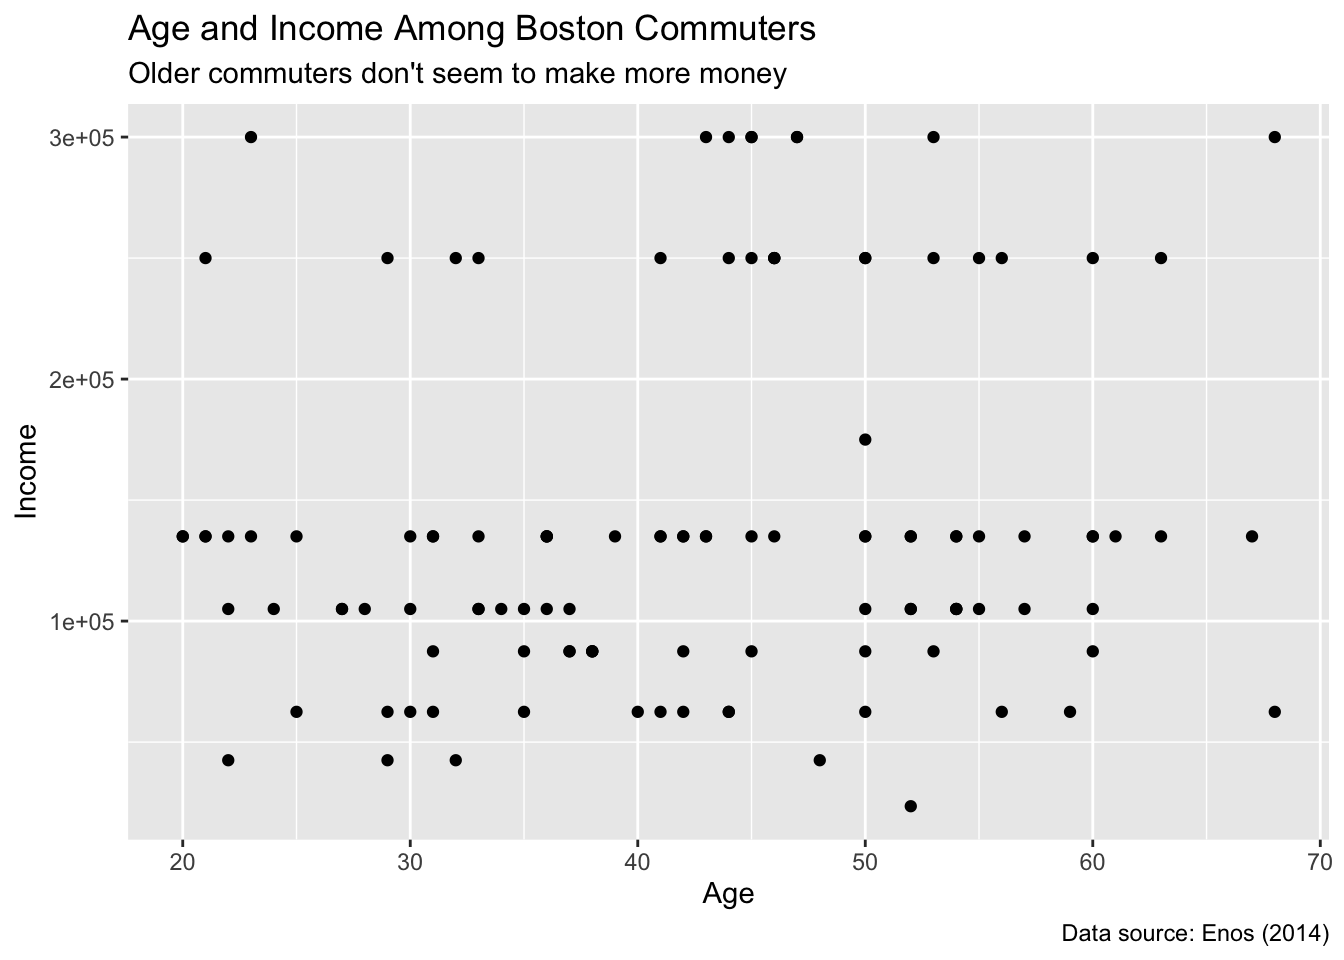 Age and Income Among Boston Commuters
Older commuters don't seem to make more money
3e+05
2e+05
1e+05
Income
20 30 40 50 60 70
Age
Data source: Enos (2014)